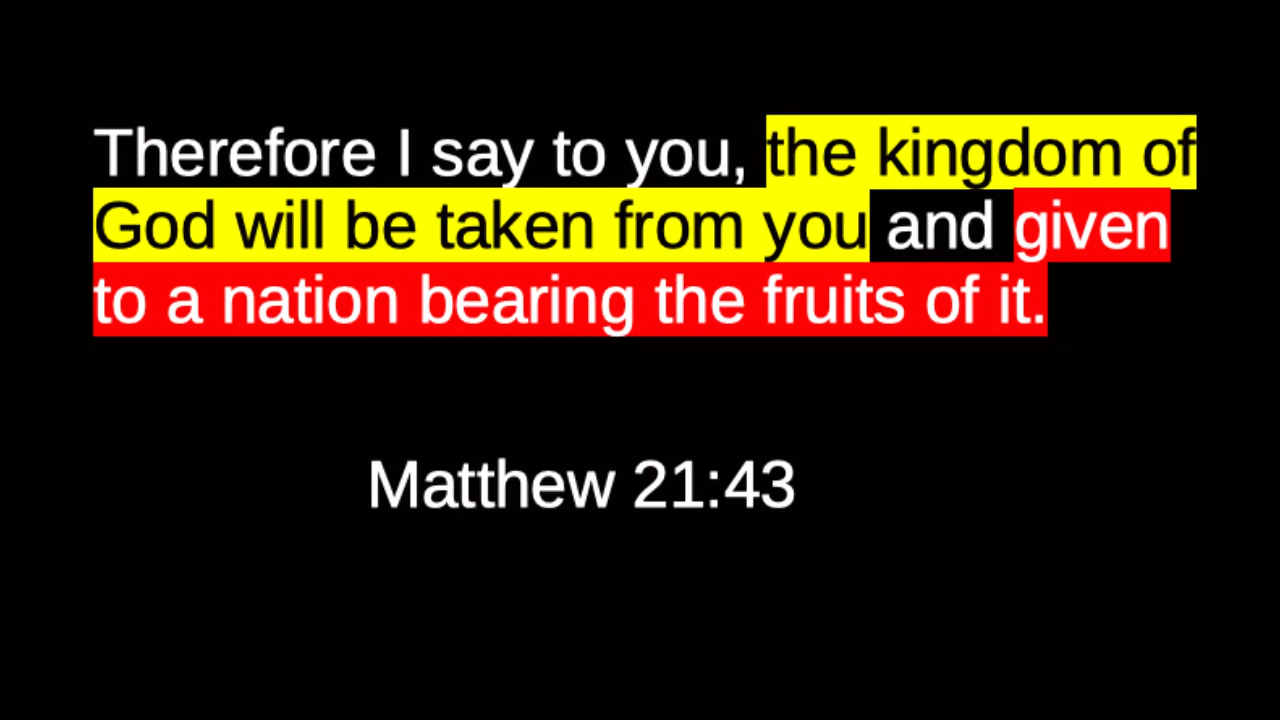 Therefore I say to you, the kingdom of
God will be taken from you and given
to a nation bearing the fruits of it.
Matthew 21:43